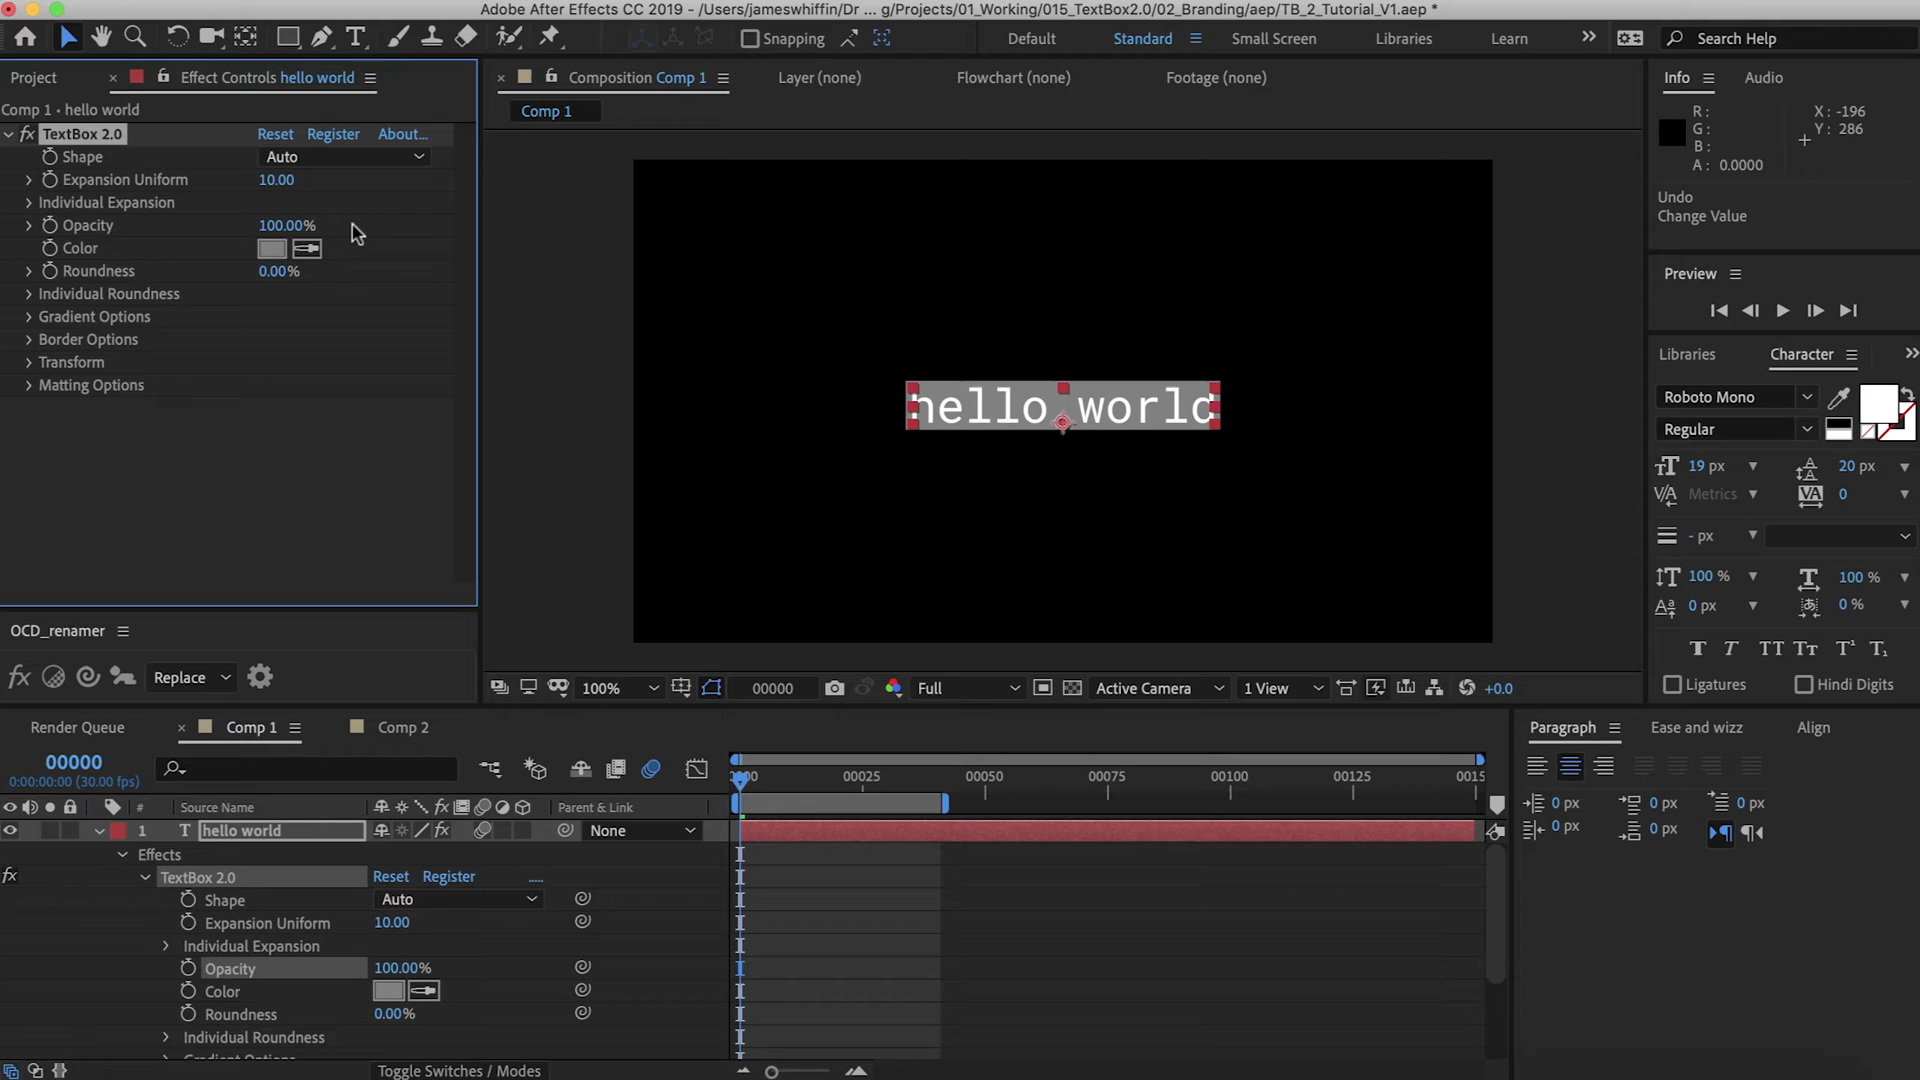 Adobe After Effects CC 2019 - /Users/jameswhiffin/Dr ... g/Projects/01_Working/015_TextBox2.0/02_Branding/aep/TB_2_Tutorial_V1.aep *
Snapping
Default
Standard
Small Screen
Libraries
Learn
Search Help
Project
Effect Controls hello world
Composition Comp 1
Layer (none)
Flowchart (none)
Footage (none)
Info
Audio
Comp 1 • hello world
Comp 1
R:
G:
B:
A: 0.0000
X: -196
Y: 286
TextBox 2.0
Reset
Register
About...
Shape
Auto
Expansion Uniform
10.00
Individual Expansion
Opacity
100.00%
Color
Roundness
0.00%
Individual Roundness
Gradient Options
Border Options
Transform
Matting Options
Undo
Change Value
Preview
hello world
Libraries
Character
Roboto Mono
Regular
19 px
20 px
Metrics
0
- px
100 %
100 %
0 px
0 %
Ligatures
Hindi Digits
OCD_renamer
Replace
100%
00000
Full
Active Camera
1 View
+0.0
Render Queue
Comp 1
Comp 2
Paragraph
Ease and wizz
Align
00000
0:00:00:00 (30.00 fps)
00025
00050
00075
00100
00125
0 px
0 px
0 px
0 px
0 px
#
Source Name
Parent & Link
1
T
hello world
None
Effects
TextBox 2.0
Reset
Register
.....
Shape
Auto
Expansion Uniform
10.00
Individual Expansion
Opacity
100.00%
Color
Roundness
0.00%
Individual Roundness
Toggle Switches / Modes